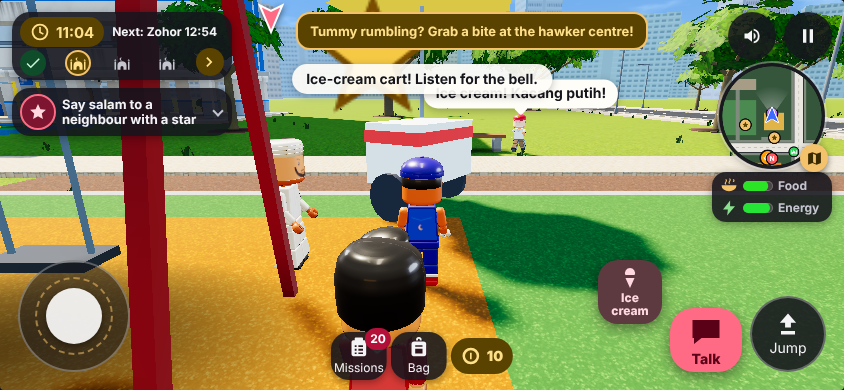 11:04
Next: Zohor 12:54
Say salam to a
neighbour with a star
Tummy rumbling? Grab a bite at the hawker centre!
Ice-cream cart! Listen for the bell.
Ice cream! Kacang putih!
N
Food
Energy
Ice
cream
Talk
Jump
20
Missions
Bag
10